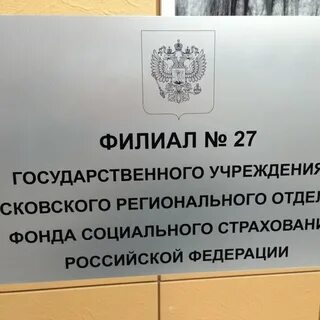 ФИЛИАЛ № 27
ГОСУДАРСТВЕННОГО УЧРЕЖДЕНИЯ
СКОВСКОГО РЕГИОНАЛЬНОГО ОТДЕЛ
ФОНДА СОЦИАЛЬНОГО СТРАХОВАНИ
РОССИЙСКОЙ ФЕДЕРАЦИИ